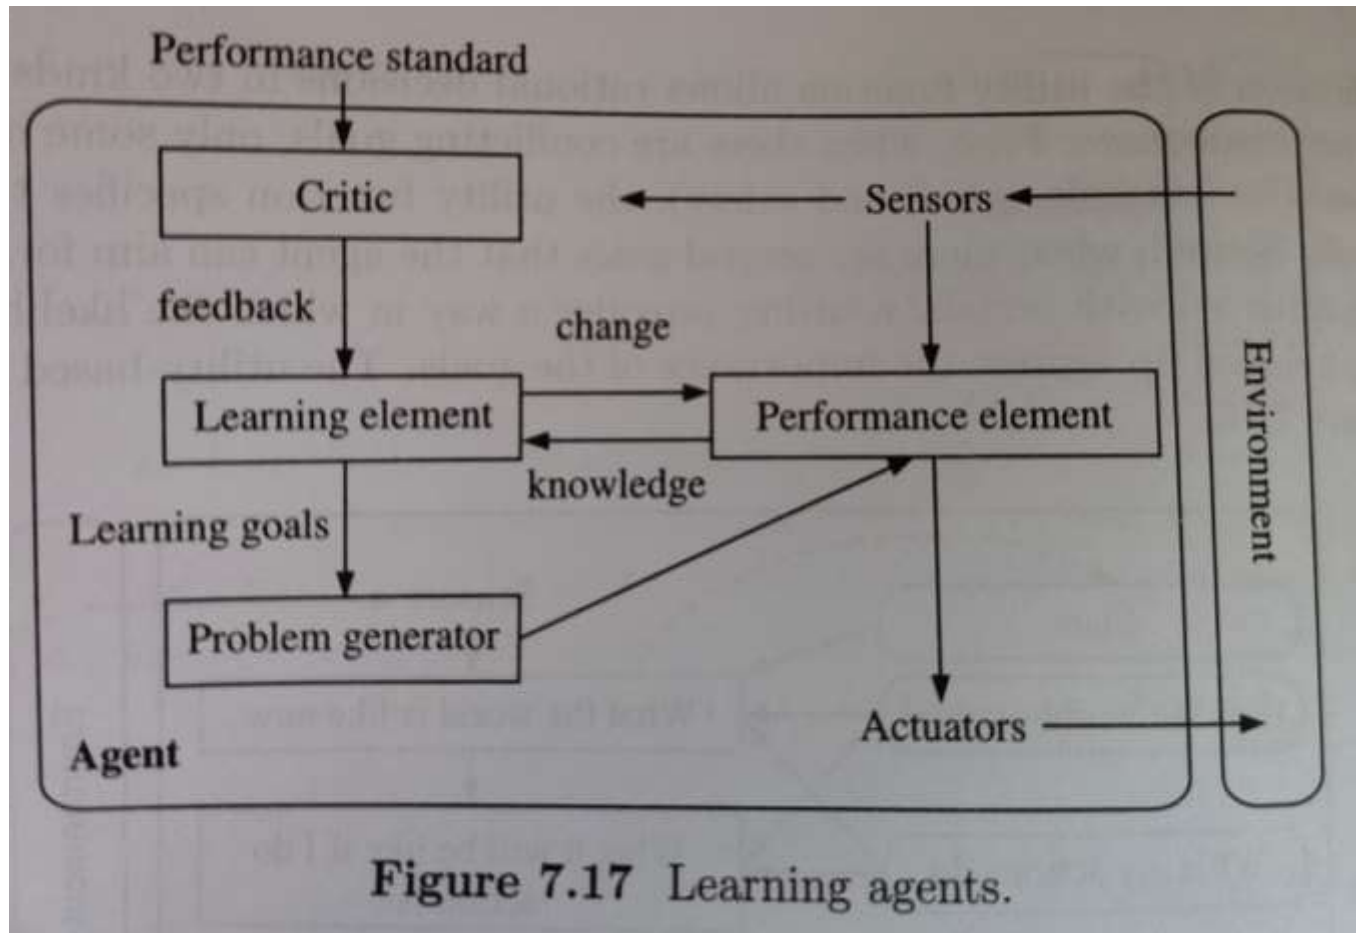 Performance standard
Critic
Sensors
feedback
change
Learning element
Performance element
knowledge
Learning goals
Problem generator
Actuators
Agent
Environment
Figure 7.17 Learning agents.